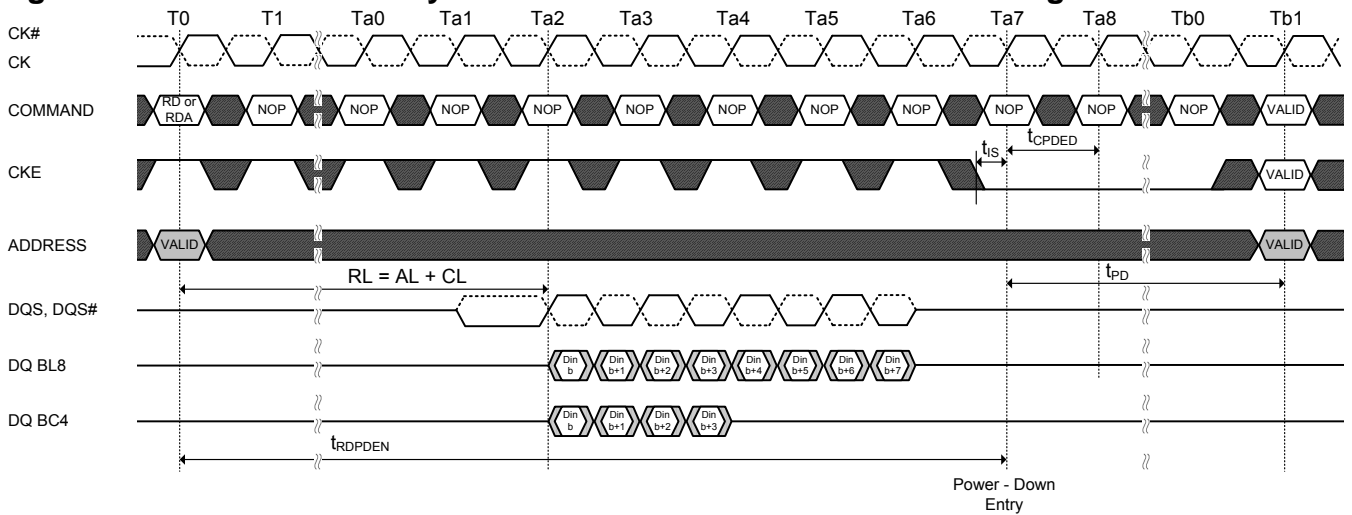 T0 T1 Ta0 Ta1 Ta2 Ta3 Ta4 Ta5 Ta6 Ta7 Ta8 Tb0 Tb1
CK#
CK
COMMAND
RD or
RDA
NOP NOP NOP NOP NOP NOP NOP NOP NOP NOP NOP VALID
tIS
tCPDED
CKE
VALID
ADDRESS
VALID
VALID
RL = AL + CL
tPD
DQS, DQS#
DQ BL8
Din
b
Din
b+1
Din
b+2
Din
b+3
Din
b+4
Din
b+5
Din
b+6
Din
b+7
DQ BC4
Din
b
Din
b+1
Din
b+2
Din
b+3
tRDPDEN
Power - Down
Entry